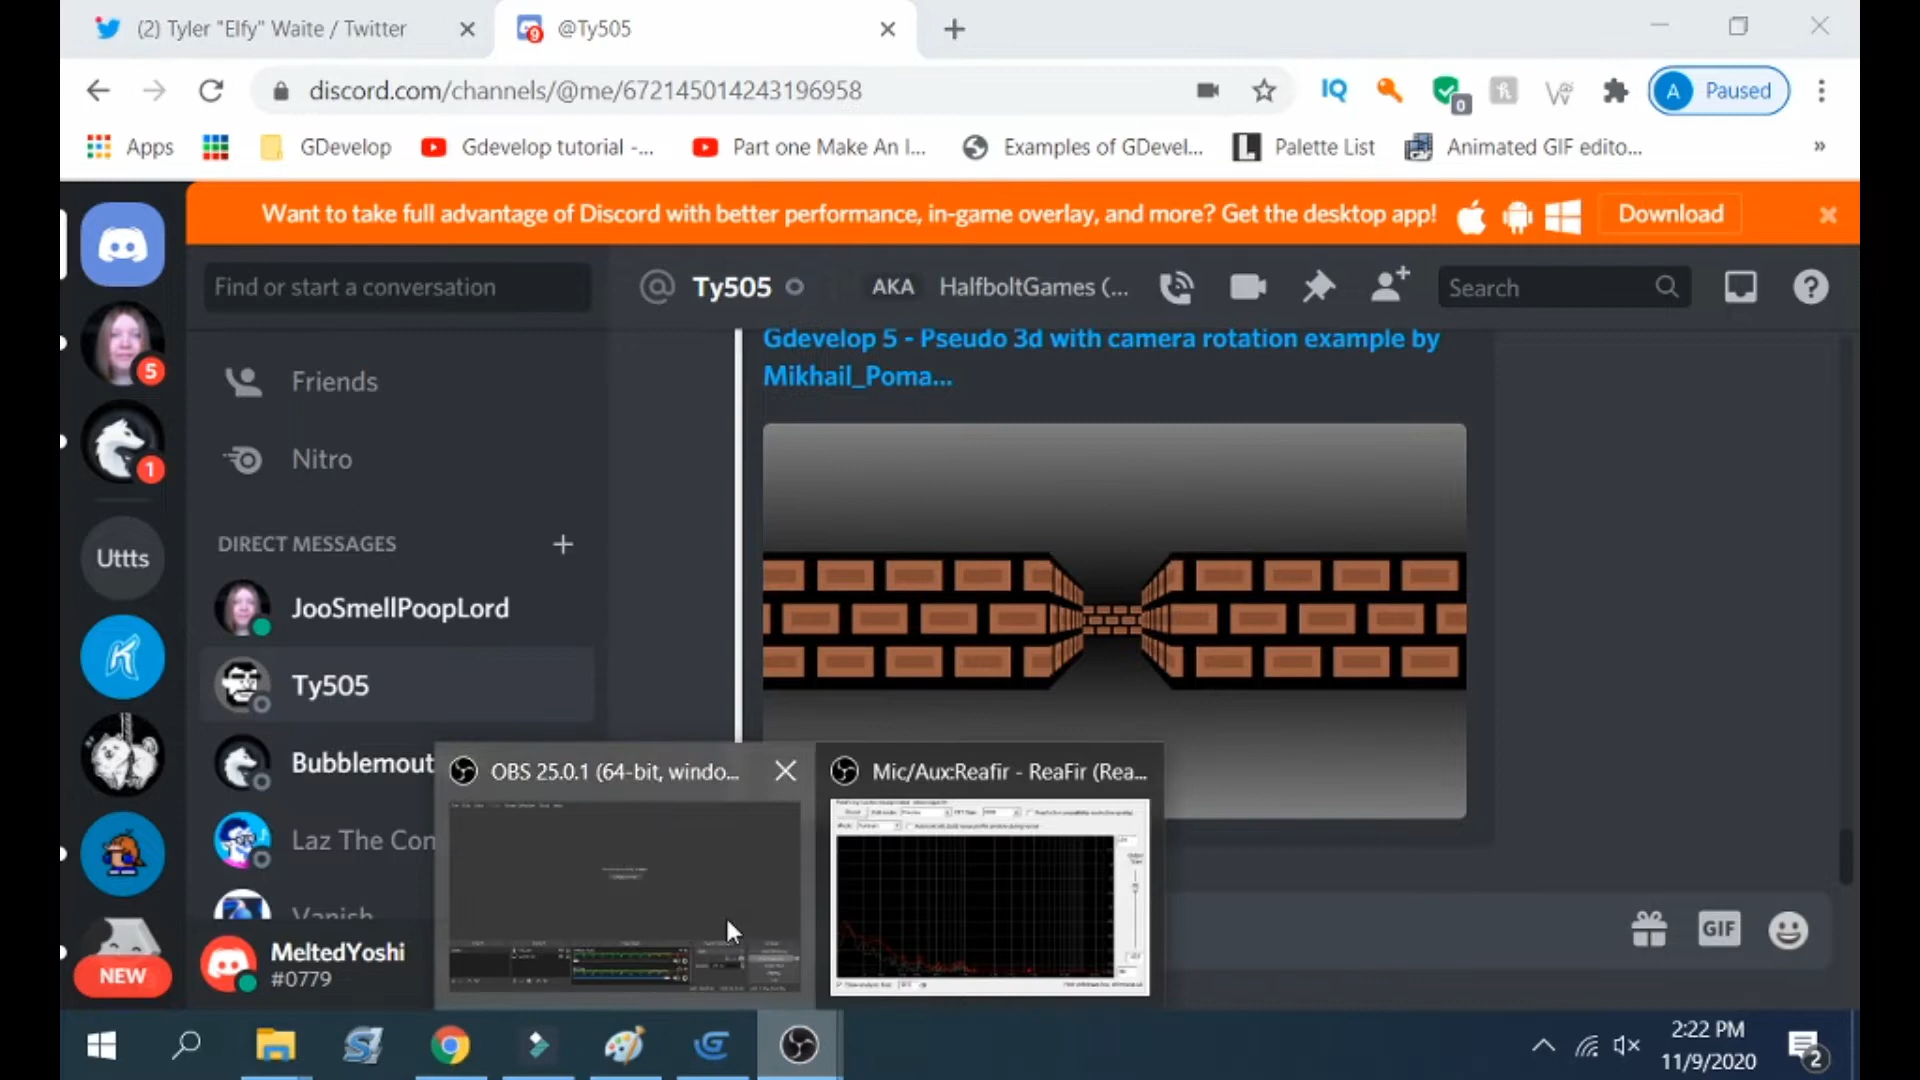 (2) Tyler "Elfy" Waite / Twitter
@Ty505
discord.com/channels/@me/672145014243196958
IQ
0
A Paused
Apps
GDevelop
Gdevelop tutorial -...
Part one Make An I...
Examples of GDevel...
Palette List
Animated GIF edito...
»
Want to take full advantage of Discord with better performance, in-game overlay, and more? Get the desktop app!
Download
Find or start a conversation
@ Ty505
AKA HalfboltGames (...
Search
5
1
Uttts
NEW
Friends
Nitro
DIRECT MESSAGES
JooSmellPoopLord
Ty505
Bubblemout
Laz The Con
Vanish
MeltedYoshi
#0779
Gdevelop 5 - Pseudo 3d with camera rotation example by
Mikhail_Poma...
OBS 25.0.1 (64-bit, windo...
Mic/Aux:Reafir - ReaFir (Rea...
GIF
2:22 PM
11/9/2020
2